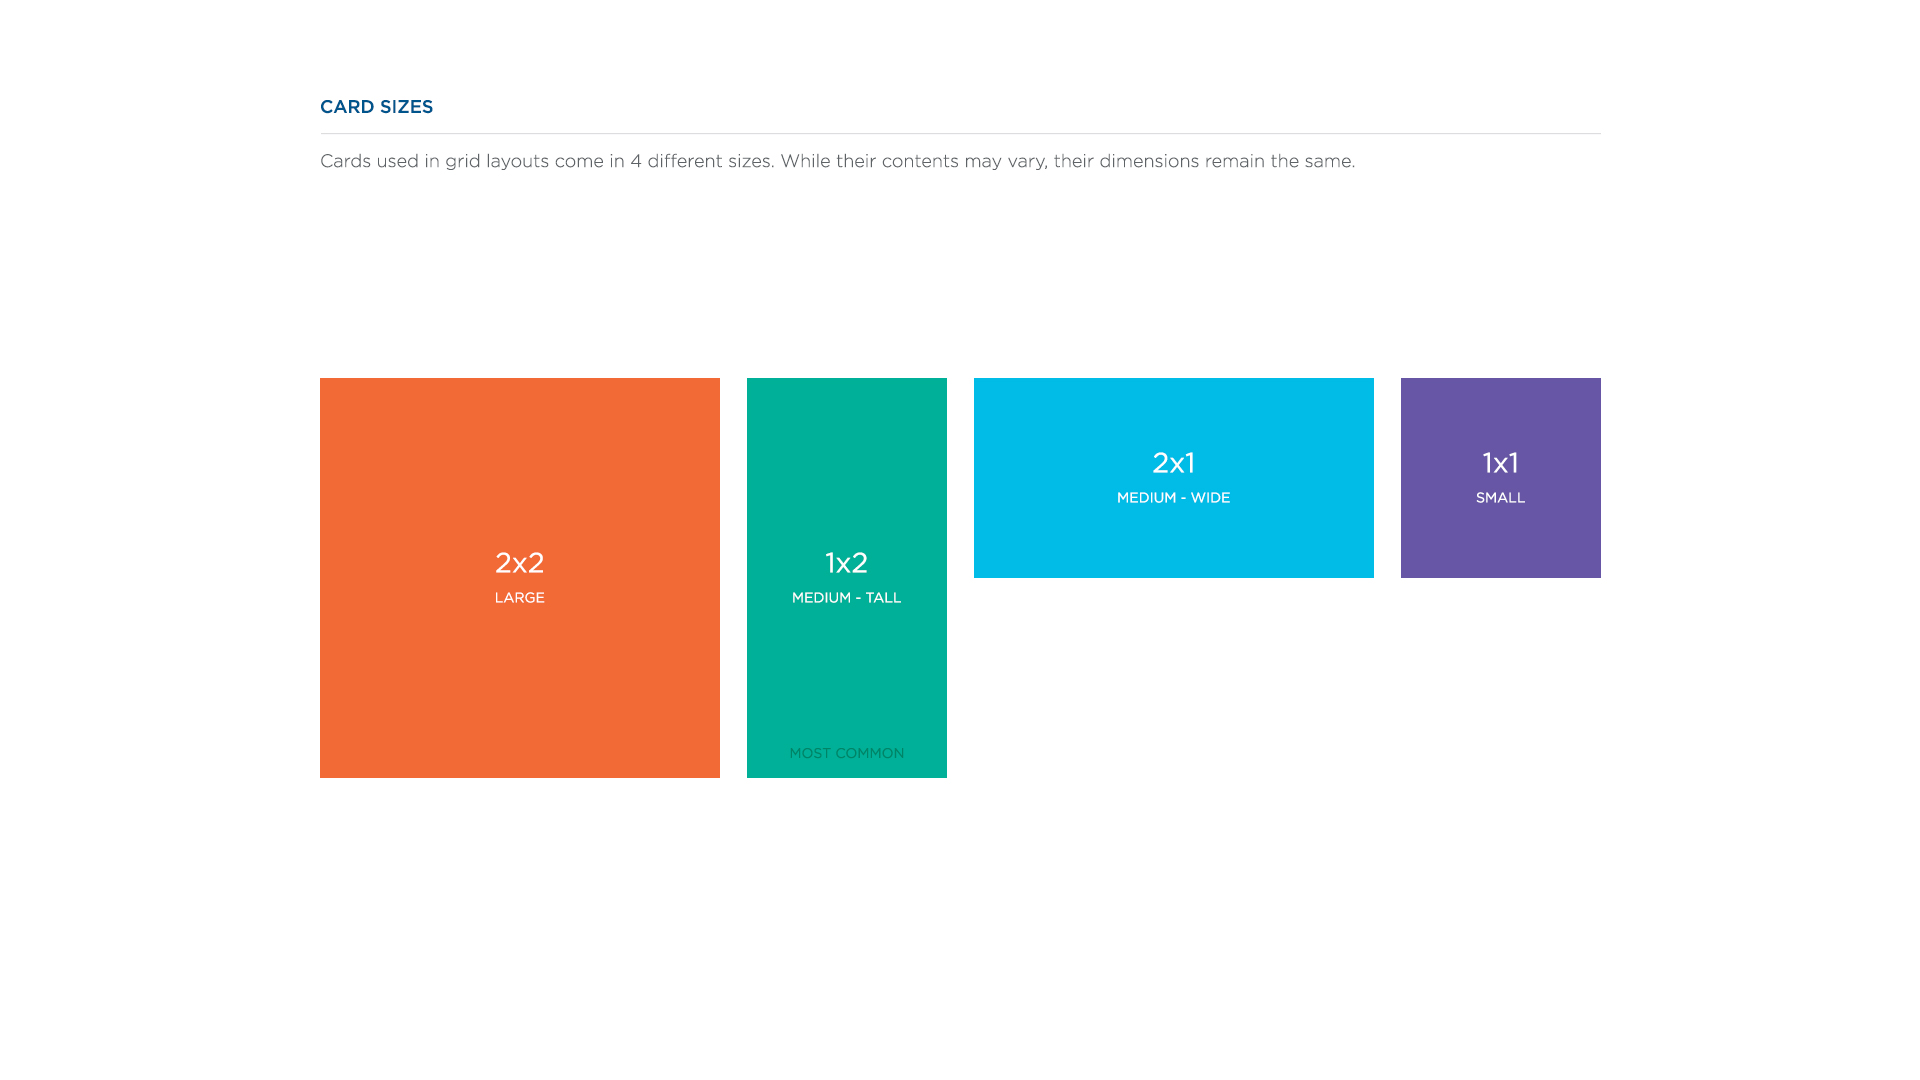 CARD SIZES
Cards used in grid layouts come in 4 different sizes. While their contents may vary, their dimensions remain the same.
2x2
LARGE
1x2
MEDIUM - TALL
MOST COMMON
2x1
MEDIUM - WIDE
1x1
SMALL